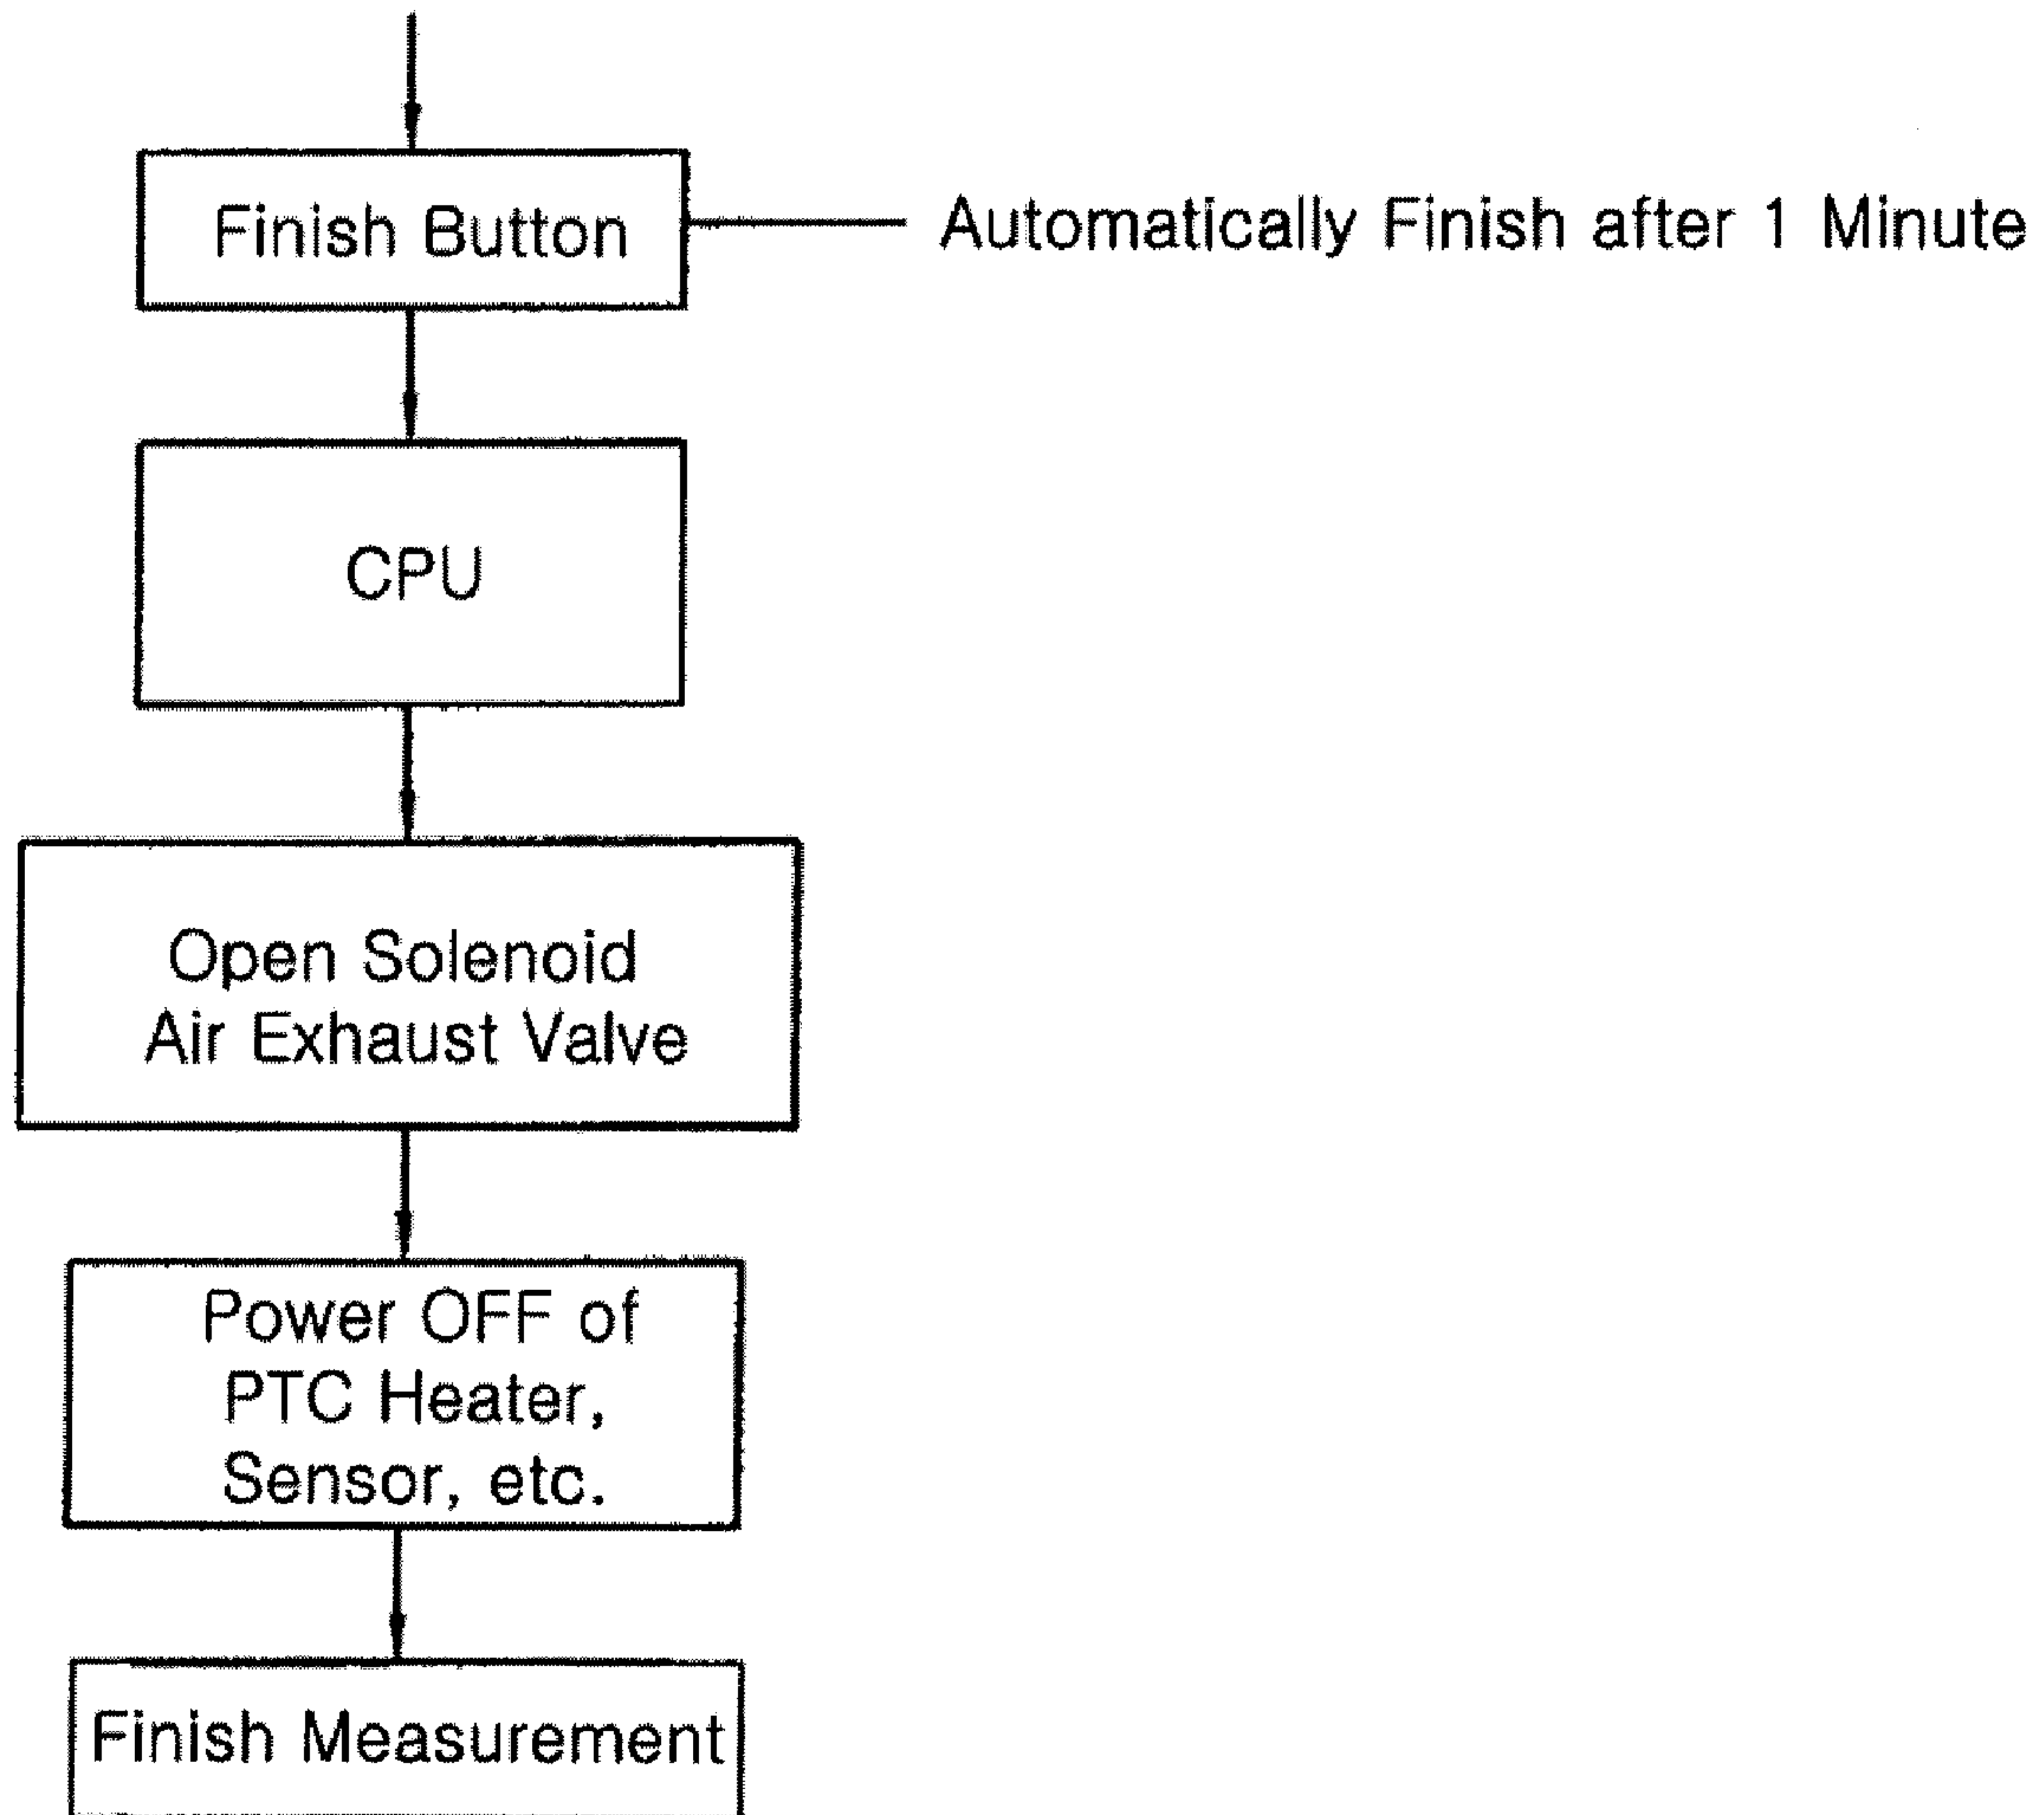 Finish Button
Automatically Finish after 1 Minute
CPU
Open Solenoid
Air Exhaust Valve
Power OFF of
PTC Heater,
Sensor, etc.
Finish Measurement